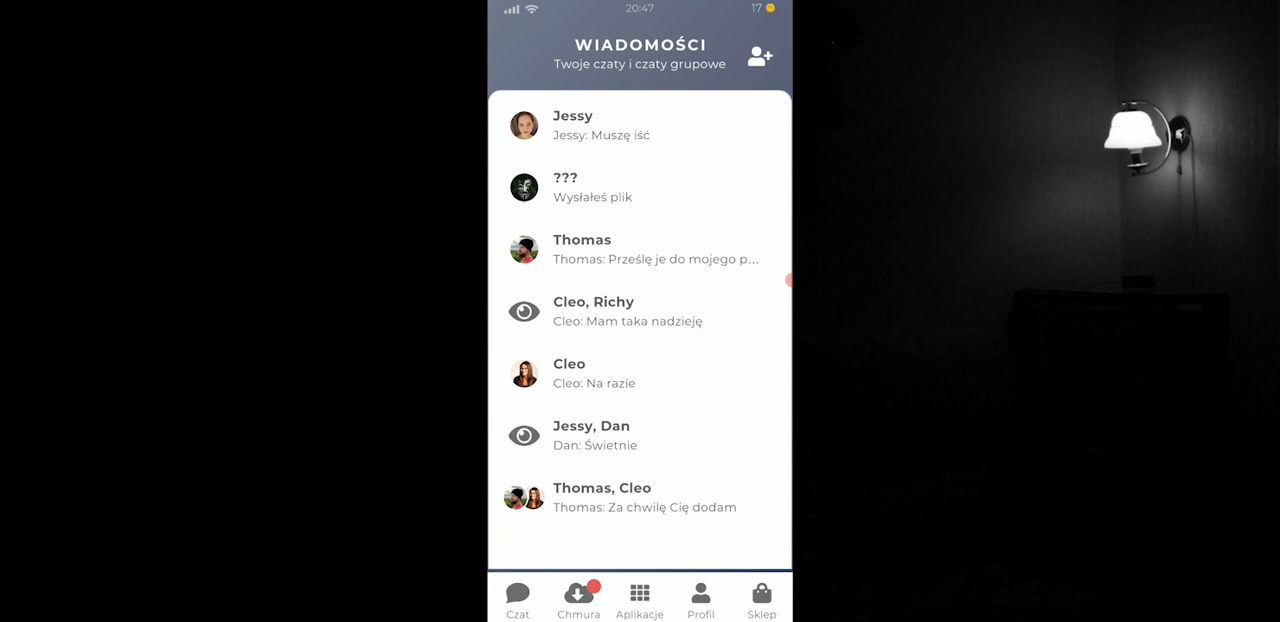 20:47
17
WIADOMOŚCI
Twoje czaty i czaty grupowe
Jessy
Jessy: Muszę iść
???
Wysłałeś plik
Thomas
Thomas: Prześlę je do mojego p...
Cleo, Richy
Cleo: Mam taka nadzieję
Cleo
Cleo: Na razie
Jessy, Dan
Dan: Świetnie
Thomas, Cleo
Thomas: Za chwilę Cię dodam
Czat
Chmura
Aplikacje
Profil
Sklep